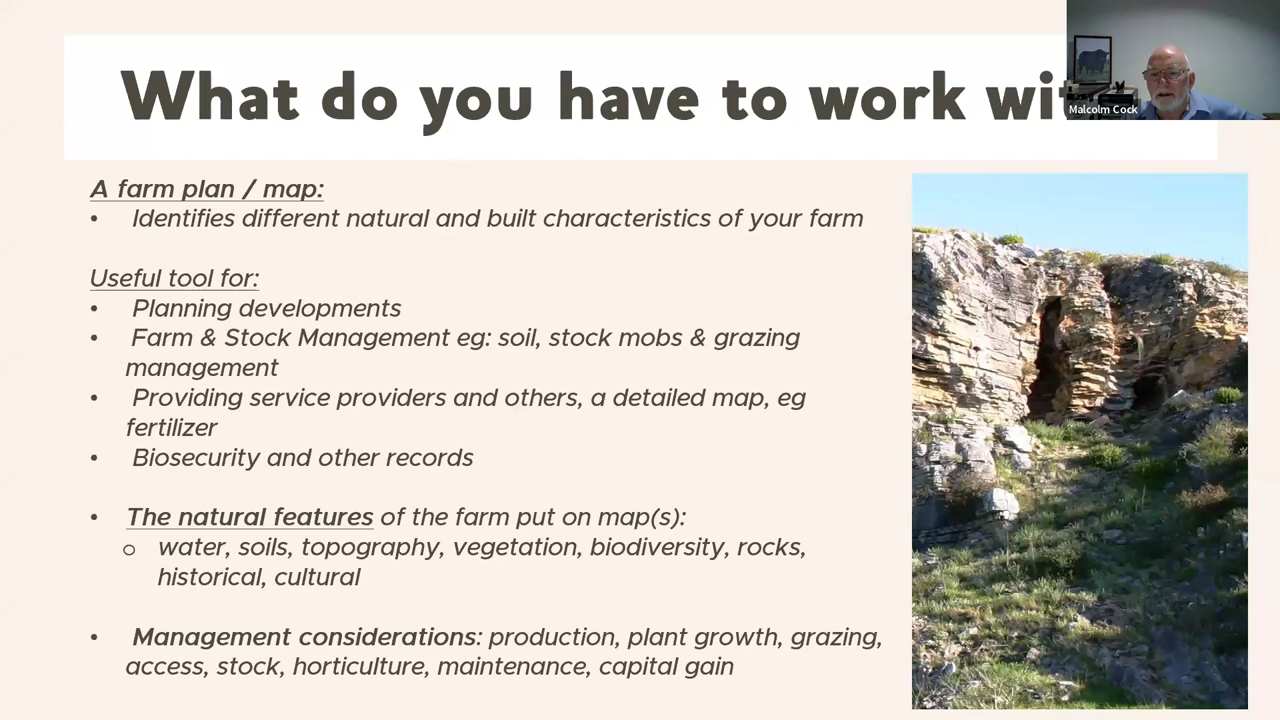 What do you have to work
Malcolm Cock
A farm plan / map:
• Identifies different natural and built characteristics of your farm
Useful tool for:
• Planning developments
• Farm & Stock Management eg: soil, stock mobs & grazing
management
• Providing service providers and others, a detailed map, eg
fertilizer
• Biosecurity and other records
• The natural features of the farm put on map(s):
o water, soils, topography, vegetation, biodiversity, rocks,
historical, cultural
• Management considerations: production, plant growth, grazing,
access, stock, horticulture, maintenance, capital gain